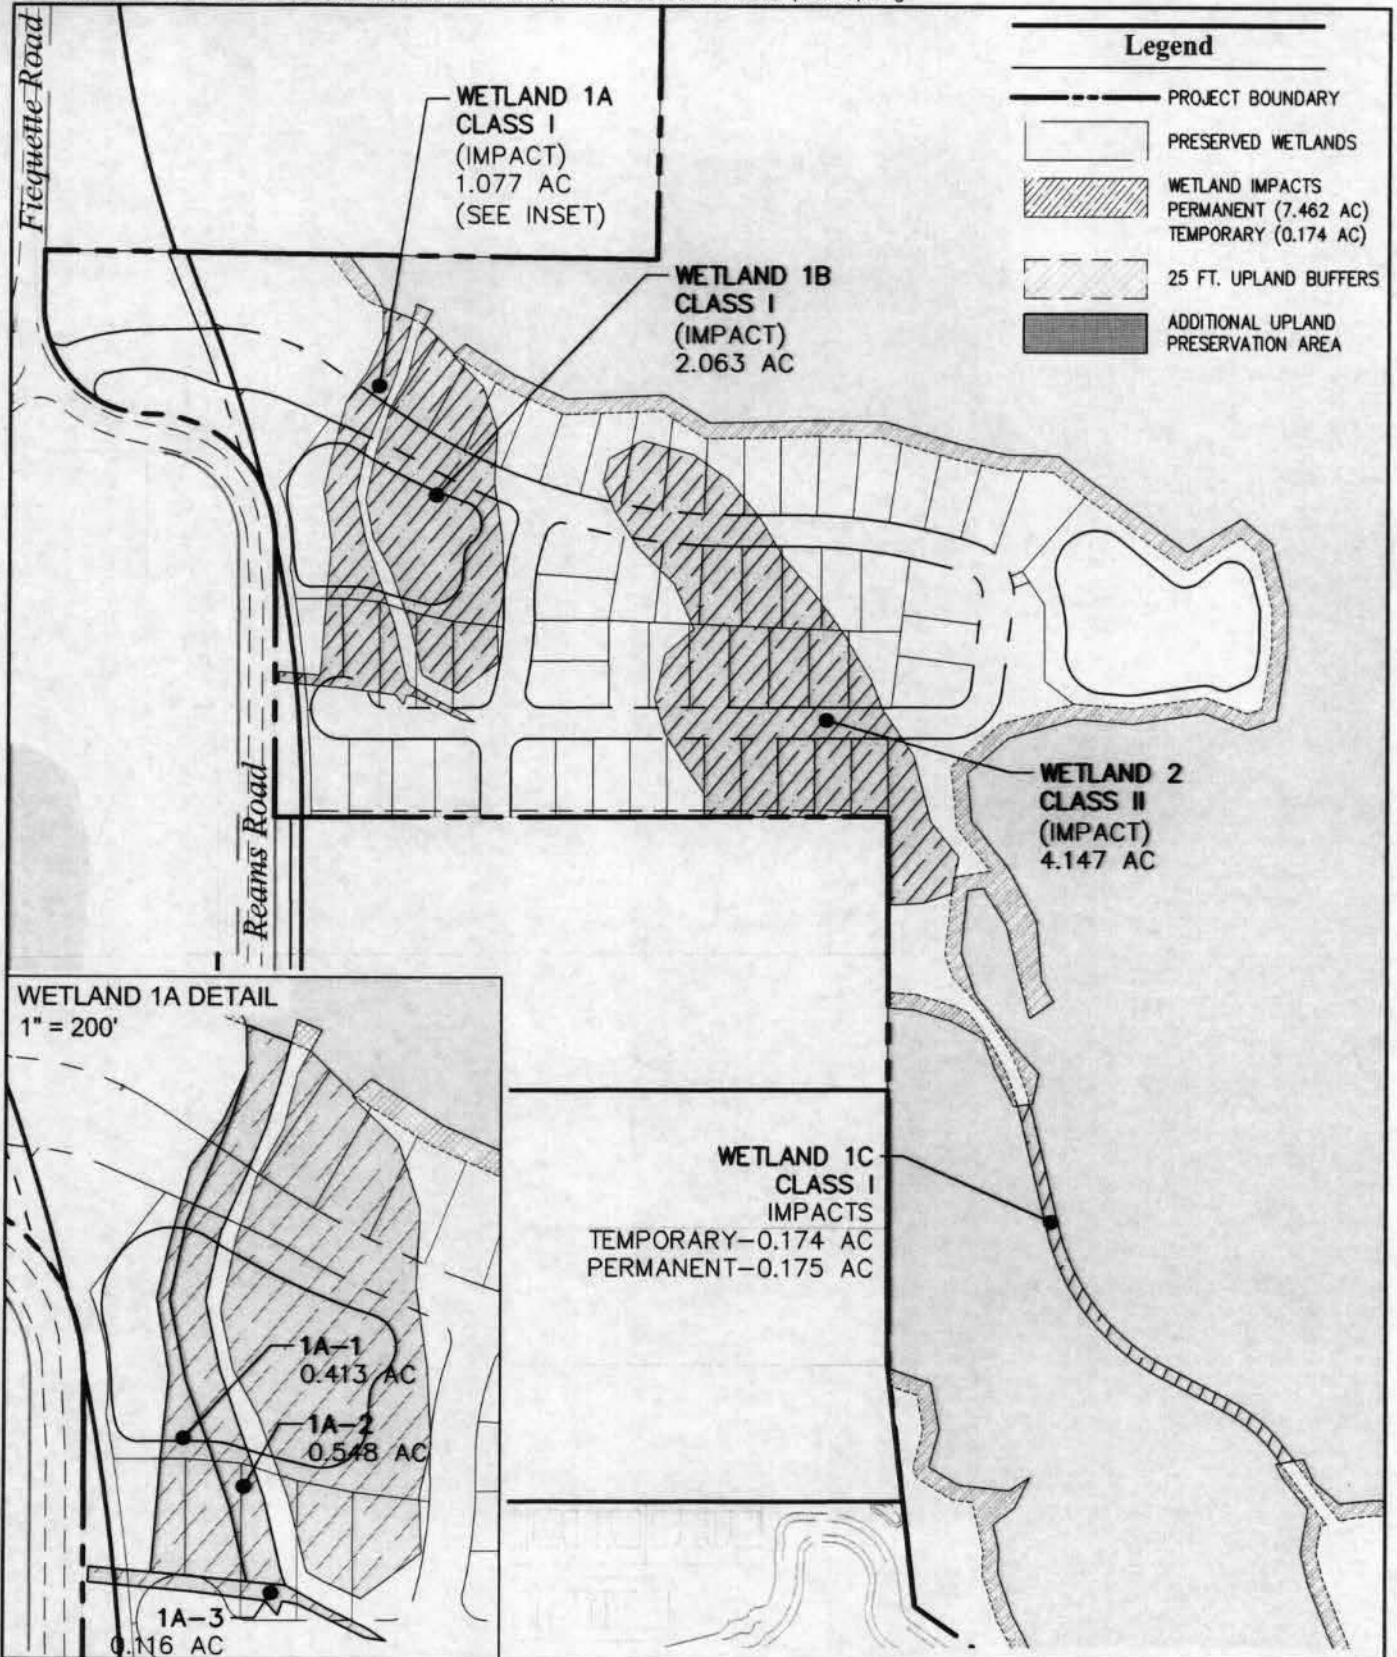 Legend
PROJECT BOUNDARY
PRESERVED WETLANDS
WETLAND IMPACTS
PERMANENT (7.462 AC)
TEMPORARY (0.174 AC)
25 FT. UPLAND BUFFERS
ADDITIONAL UPLAND
PRESERVATION AREA
Ficquette Road
WETLAND 1A
CLASS I
(IMPACT)
1.077 AC
(SEE INSET)
WETLAND 1B
CLASS I
(IMPACT)
2.063 AC
WETLAND 2
CLASS II
(IMPACT)
4.147 AC
Reams Road
WETLAND 1A DETAIL
1" = 200'
1A-1
0.413 AC
1A-2
0.548 AC
1A-3
0.116 AC
WETLAND 1C
CLASS I
IMPACTS
TEMPORARY-0.174 AC
PERMANENT-0.175 AC